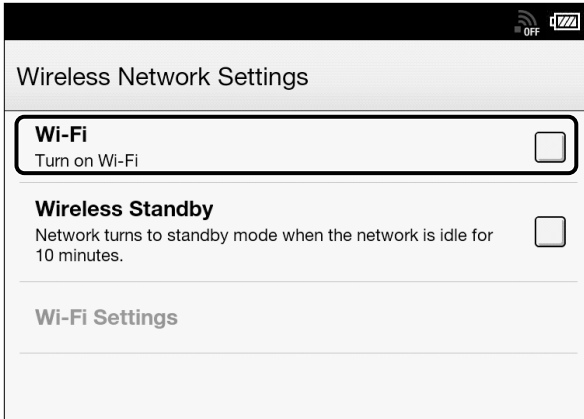 OFF
Wireless Network Settings
Wi-Fi
Turn on Wi-Fi
Wireless Standby
Network turns to standby mode when the network is idle for
10 minutes.
Wi-Fi Settings